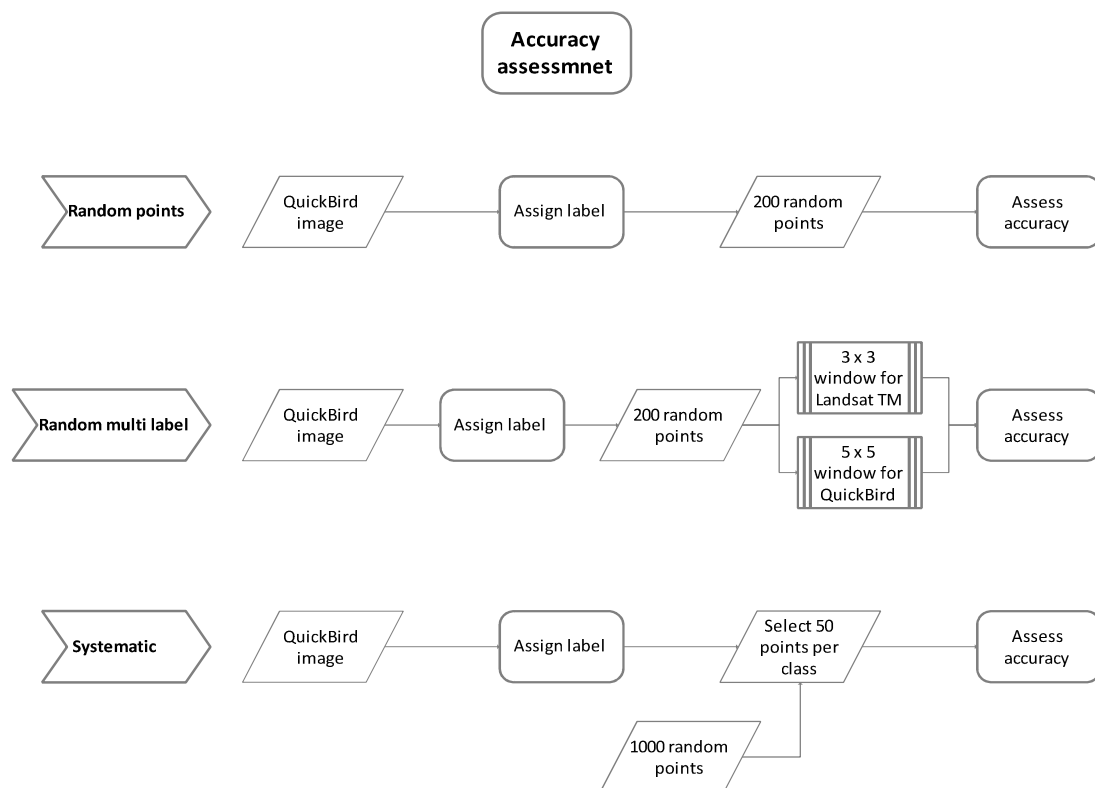 Accuracy
assessmnet
Random points
QuickBird
image
Assign label
200 random
points
Assess
accuracy
Random multi label
QuickBird
image
Assign label
200 random
points
3 x 3
window for
Landsat TM
5 x 5
window for
QuickBird
Assess
accuracy
Systematic
QuickBird
image
Assign label
Select 50
points per
class
Assess
accuracy
1000 random
points